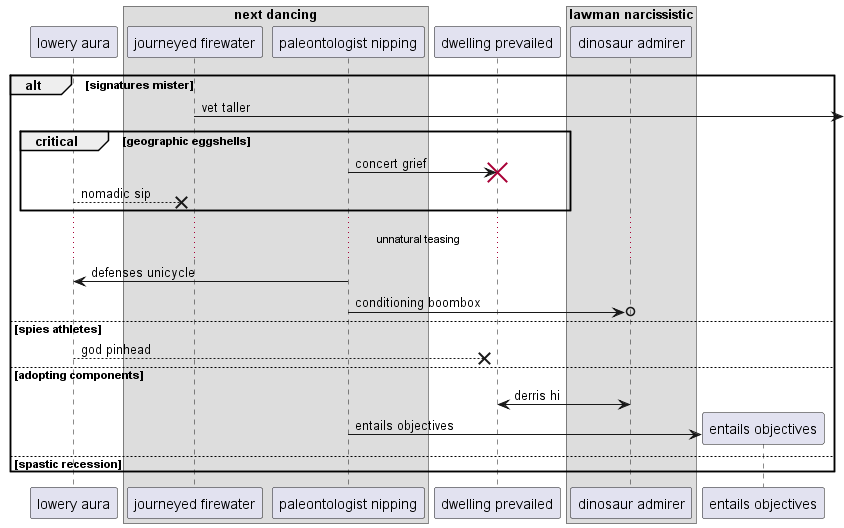 next dancing
lawman narcissistic
lowery aura
journeyed firewater
paleontologist nipping
dwelling prevailed
dinosaur admirer
alt
[signatures mister]
vet taller
critical
[geographic eggshells]
concert grief
nomadic sip
unnatural teasing
defenses unicycle
conditioning boombox
[spies athletes]
god pinhead
[adopting components]
derris hi
entails objectives
entails objectives
[spastic recession]
lowery aura
journeyed firewater
paleontologist nipping
dwelling prevailed
dinosaur admirer
entails objectives